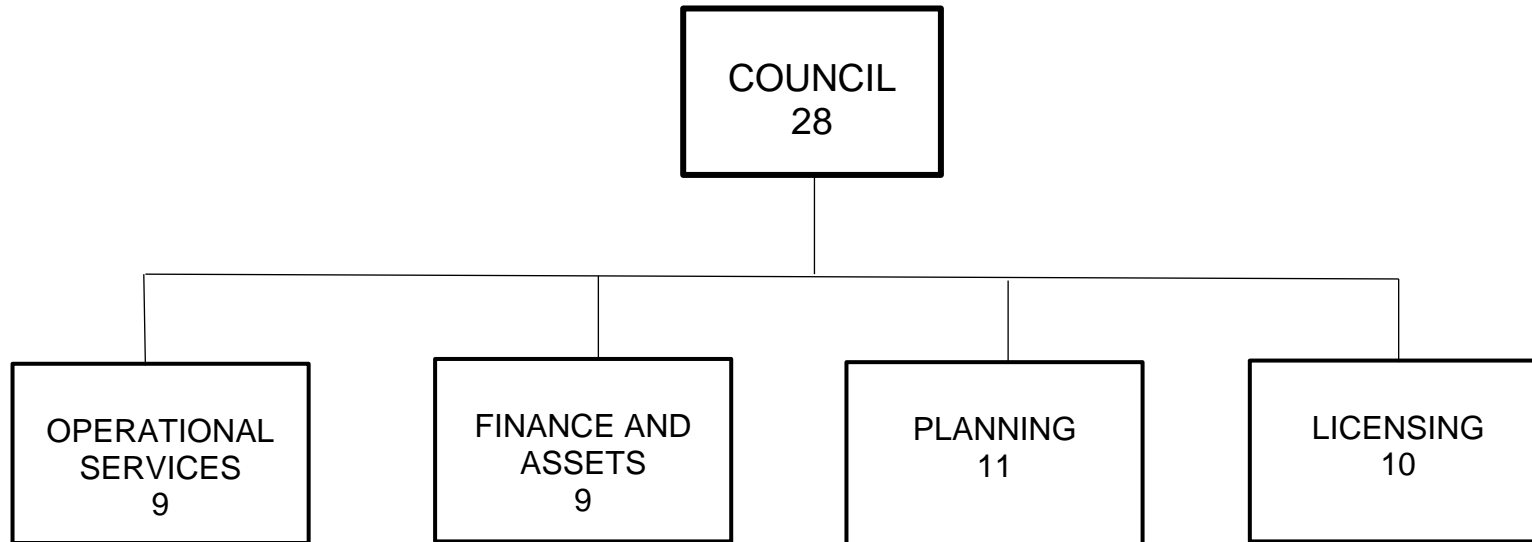 COUNCIL
28
OPERATIONAL
SERVICES
9
FINANCE AND
ASSETS
9
PLANNING
11
LICENSING
10